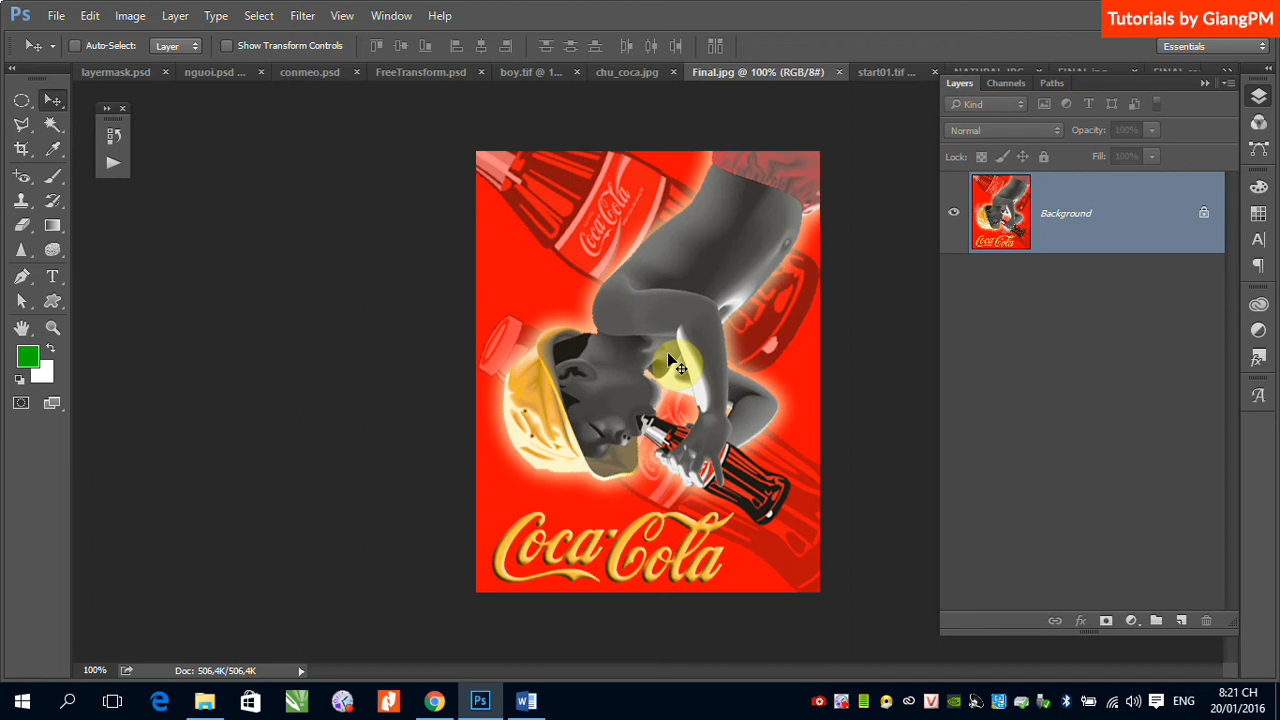 Ps File Edit Image Layer Type Select Filter View Window Help
Tutorials by GiangPM
Auto-Select: Layer Show Transform Controls
Essentials
layermask.psd nguoi.psd ... conmeo.psd FreeTransform.psd boy.tif @ 1... chu_coca.jpg Final.jpg @ 100% (RGB/8#) start01.tif ...
Layers Channels Paths
Kind
Normal Opacity: 100%
Lock: Fill: 100%
Background
Coca-Cola
Coca-Cola
100% Doc: 506,4K/506,4K
ENG
8:21 CH
20/01/2016